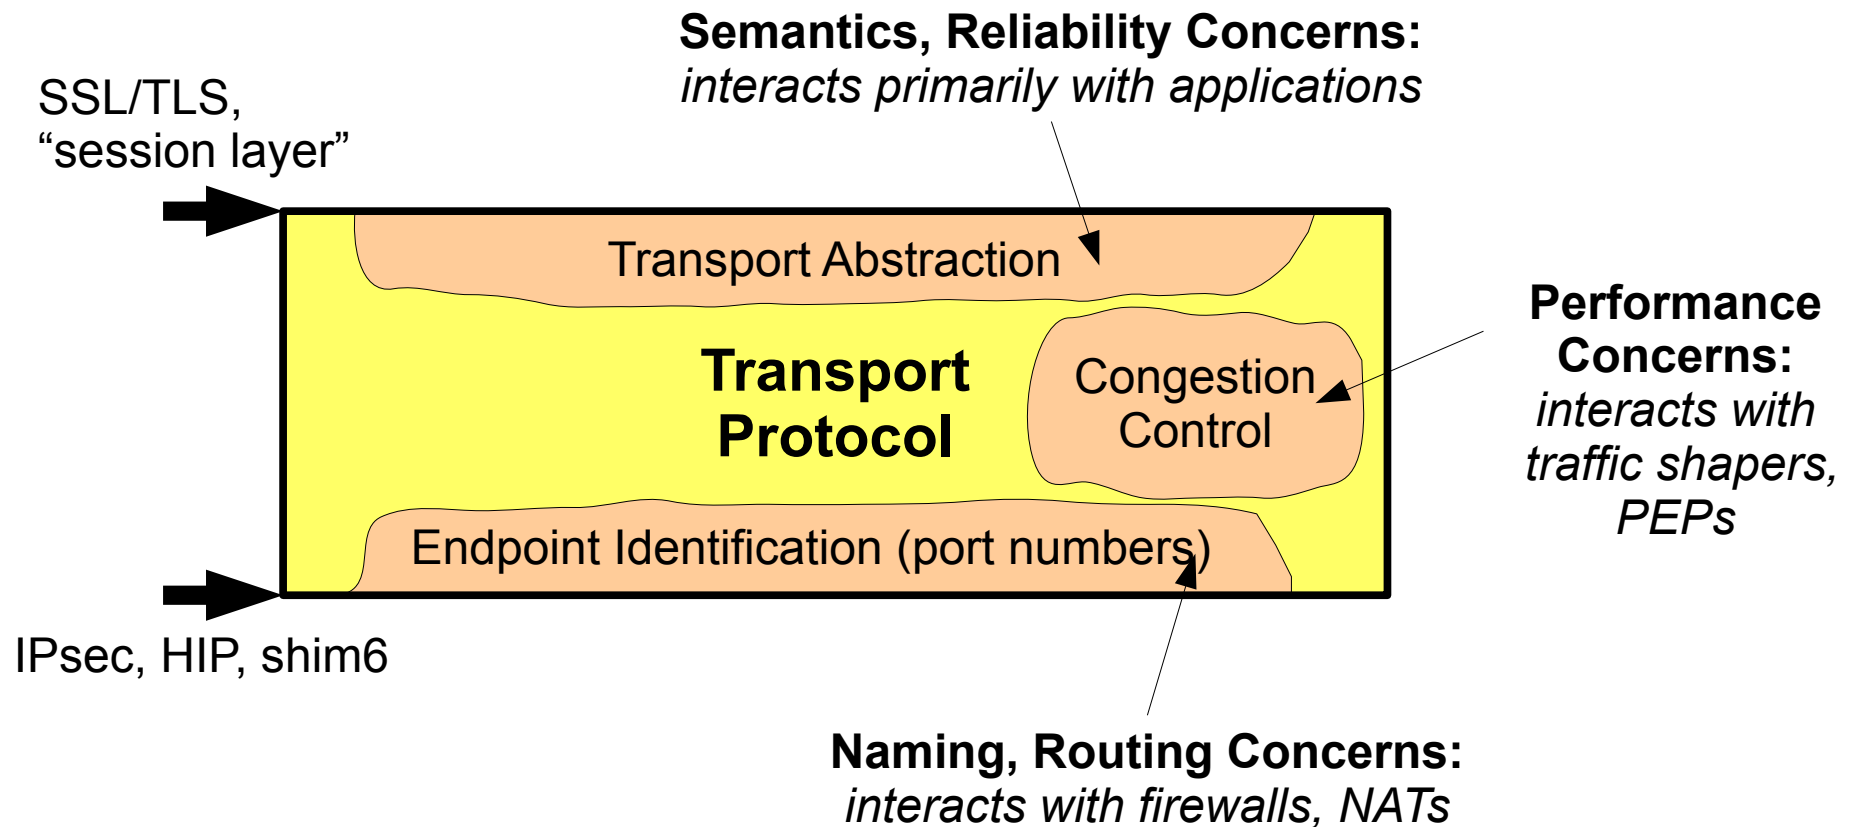 Semantics, Reliability Concerns:
interacts primarily with applications
SSL/TLS,
“session layer”
Transport Abstraction
Transport
Protocol
Congestion
Control
Performance
Concerns:
interacts with
traffic shapers,
PEPs
Endpoint Identification (port numbers)
IPsec, HIP, shim6
Naming, Routing Concerns:
interacts with firewalls, NATs